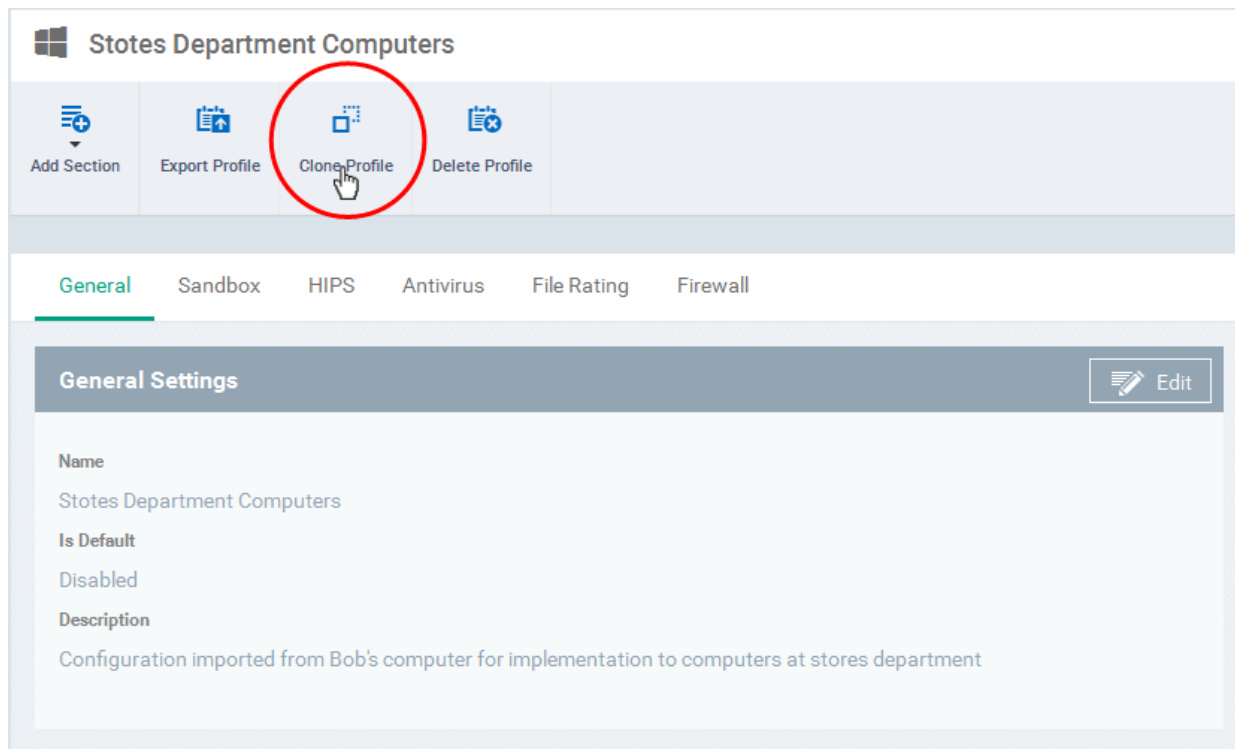 Stotes Department Computers
Add Section
Export Profile
Clone Profile
Delete Profile
General
Sandbox
HIPS
Antivirus
File Rating
Firewall
General Settings
Edit
Name
Stotes Department Computers
Is Default
Disabled
Description
Configuration imported from Bob's computer for implementation to computers at stores department